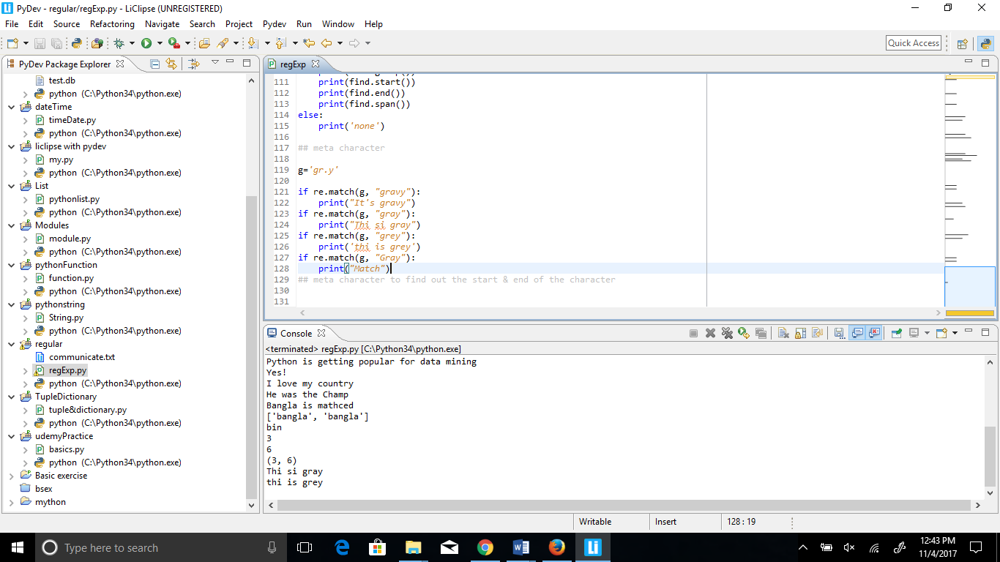 PyDev - regular/regExp.py - LiClipse (UNREGISTERED)
File Edit Source Refactoring Navigate Search Project Pydev Run Window Help
Quick Access
PyDev Package Explorer
test.db
python (C:\Python34\python.exe)
dateTime
timeDate.py
python (C:\Python34\python.exe)
liclipse with pydev
my.py
python (C:\Python34\python.exe)
List
pythonlist.py
python (C:\Python34\python.exe)
Modules
module.py
python (C:\Python34\python.exe)
pythonFunction
function.py
python (C:\Python34\python.exe)
pythonstring
String.py
python (C:\Python34\python.exe)
regular
communicate.txt
regExp.py
python (C:\Python34\python.exe)
TupleDictionary
tuple&dictionary.py
python (C:\Python34\python.exe)
udemyPractice
basics.py
python (C:\Python34\python.exe)
Basic exercise
bsex
mython
regExp
111 print(find.start())
112 print(find.end())
113 print(find.span())
114 else:
115 print('none')
116
117 ## meta character
118
119 g='gr.y'
120
121 if re.match(g, "gravy"):
122 print("It's gravy")
123 if re.match(g, "gray"):
124 print("Thi si gray")
125 if re.match(g, "grey"):
126 print('thi is grey')
127 if re.match(g, "Gray"):
128 print("Match")
129 ## meta character to find out the start & end of the character
130
131
Console
<terminated> regExp.py [C:\Python34\python.exe]
Python is getting popular for data mining
Yes!
I love my country
He was the Champ
Bangla is mathced
['bangla', 'bangla']
bin
3
6
(3, 6)
Thi si gray
thi is grey
Writable Insert 128 : 19
Type here to search
12:43 PM
11/4/2017